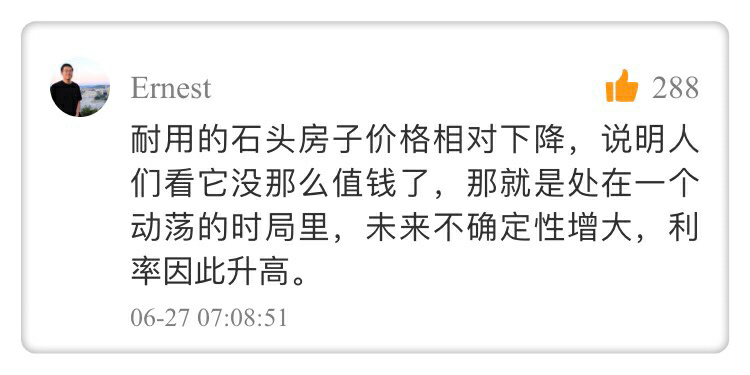 Ernest
288
耐用的石头房子价格相对下降，说明人
们看它没那么值钱了，那就是处在一个
动荡的时局里，未来不确定性增大，利
率因此升高。
06-27 07:08:51